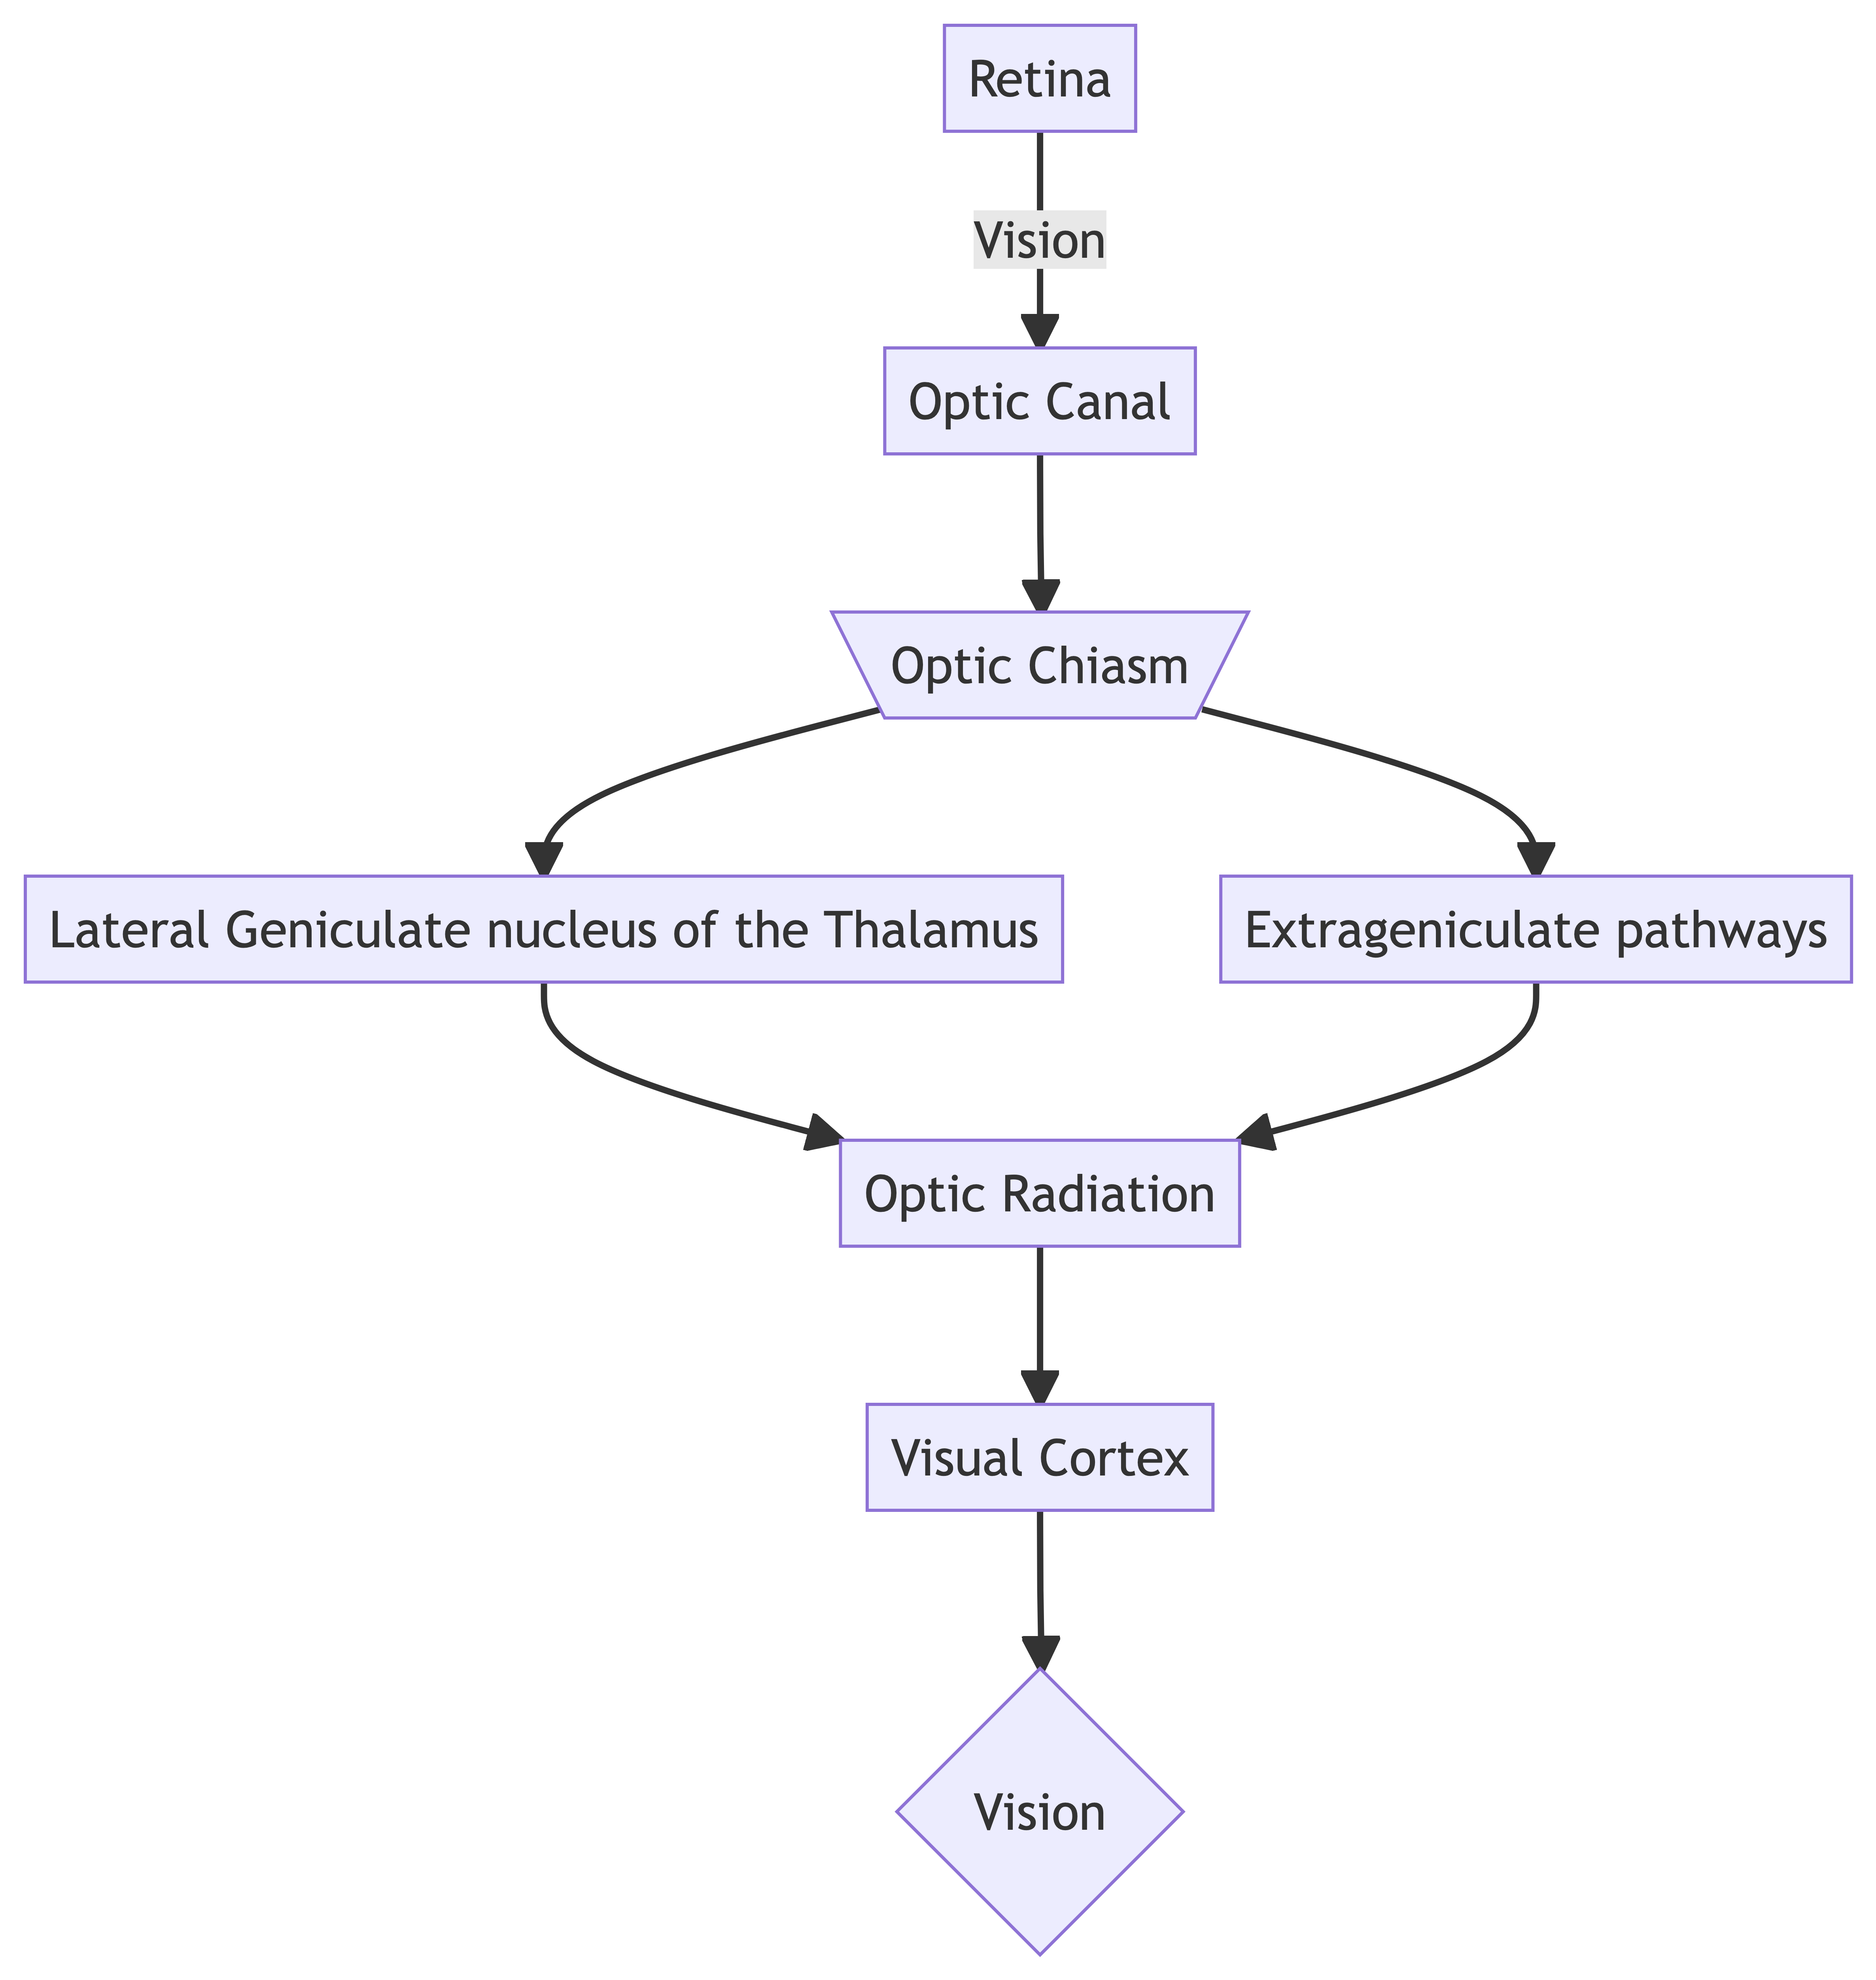 Retina
Vision
Optic Canal
Optic Chiasm
Lateral Geniculate nucleus of the Thalamus
Extrageniculate pathways
Optic Radiation
Visual Cortex
Vision